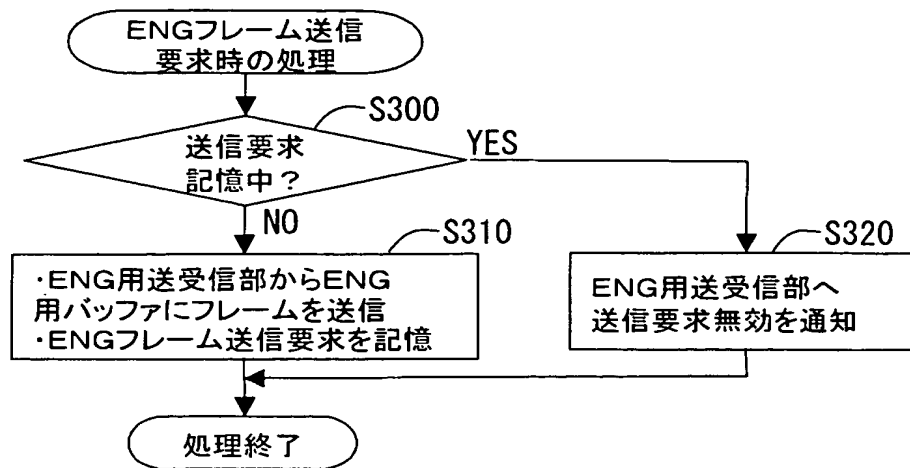 ENGフレーム送信
要求時の処理
S300
送信要求
記憶中?
YES
NO
S310
・ENG用送受信部からENG
用バッファにフレームを送信
・ENGフレーム送信要求を記憶
S320
ENG用送受信部へ
送信要求無効を通知
処理終了